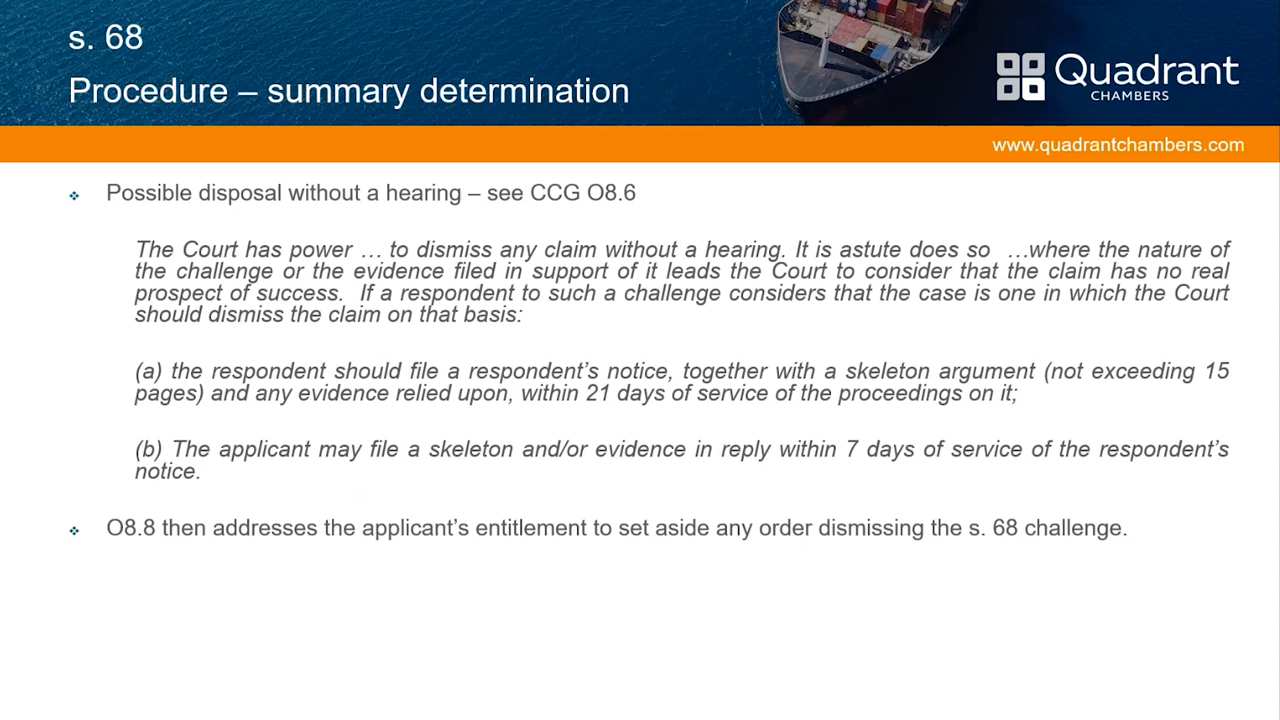 s. 68
Procedure – summary determination
Quadrant
CHAMBERS
www.quadrantchambers.com
Possible disposal without a hearing – see CCG O8.6
The Court has power … to dismiss any claim without a hearing. It is astute does so …where the nature of
the challenge or the evidence filed in support of it leads the Court to consider that the claim has no real
prospect of success. If a respondent to such a challenge considers that the case is one in which the Court
should dismiss the claim on that basis:
(a) the respondent should file a respondent’s notice, together with a skeleton argument (not exceeding 15
pages) and any evidence relied upon, within 21 days of service of the proceedings on it;
(b) The applicant may file a skeleton and/or evidence in reply within 7 days of service of the respondent’s
notice.
O8.8 then addresses the applicant’s entitlement to set aside any order dismissing the s. 68 challenge.